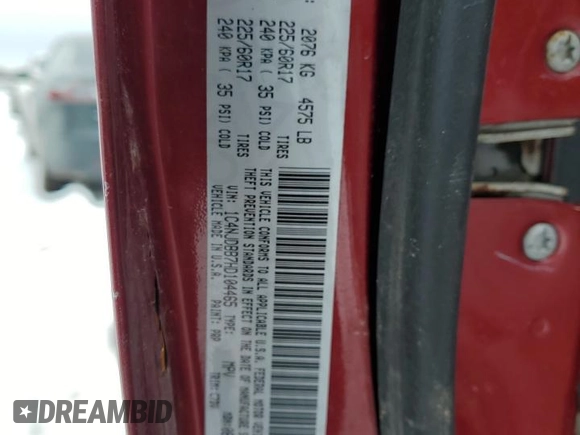 2076 KG 4575 LB
225/60R17 TIRES
240 KPA ( 35 PSI) COLD
225/60R17 TIRES
240 KPA ( 35 PSI) COLD
THIS VEHICLE CONFORMS TO ALL APPLICABLE U.S.A. FEDERAL MOTOR VEH
THEFT PREVENTION STANDARDS IN EFFECT ON THE DATE OF MANUFACTURE S
VIN: 1C4NJDBB7HD104465 TYPE: MPV
VEHICLE MADE IN U.S.A. PAINT: PRP
DREAMBID